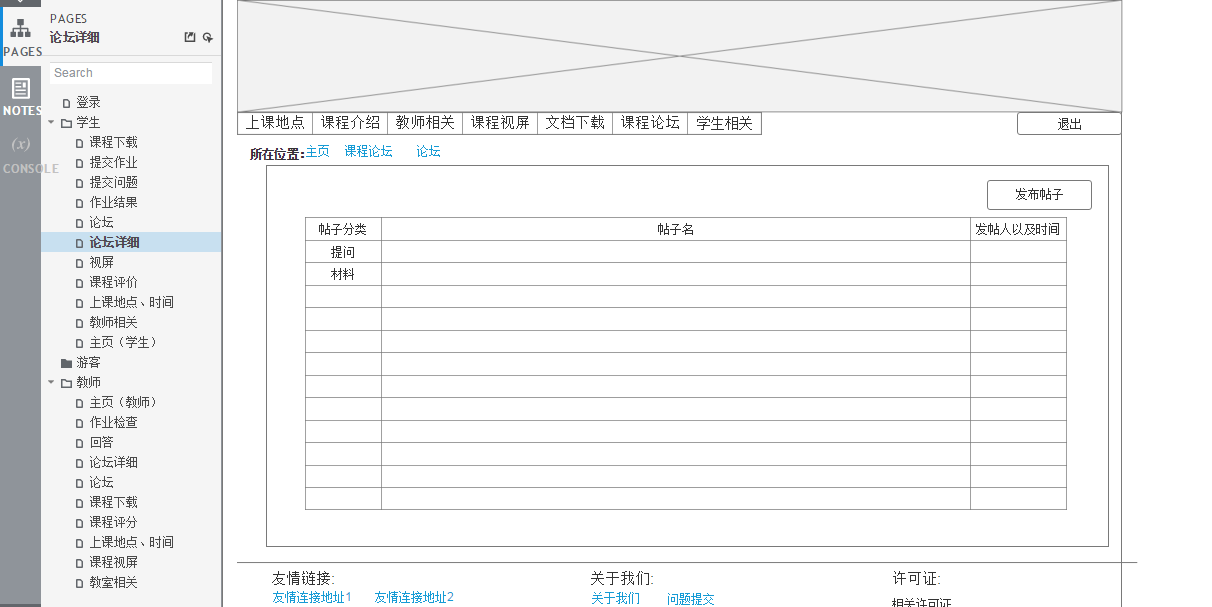 PAGES
论坛详细
PAGES
Search
NOTES
(x)
CONSOLE
登录
学生
课程下载
提交作业
提交问题
作业结果
论坛
论坛详细
视屏
课程评价
上课地点、时间
教师相关
主页（学生）
游客
教师
主页（教师）
作业检查
回答
论坛详细
论坛
课程下载
课程评分
上课地点、时间
课程视屏
教室相关
上课地点 课程介绍 教师相关 课程视屏 文档下载 课程论坛 学生相关 退出
所在位置:主页 课程论坛 论坛
发布帖子
帖子分类 帖子名 发帖人以及时间
提问
材料
友情链接: 关于我们: 许可证:
友情连接地址1 友情连接地址2 关于我们 问题提交 相关许可证